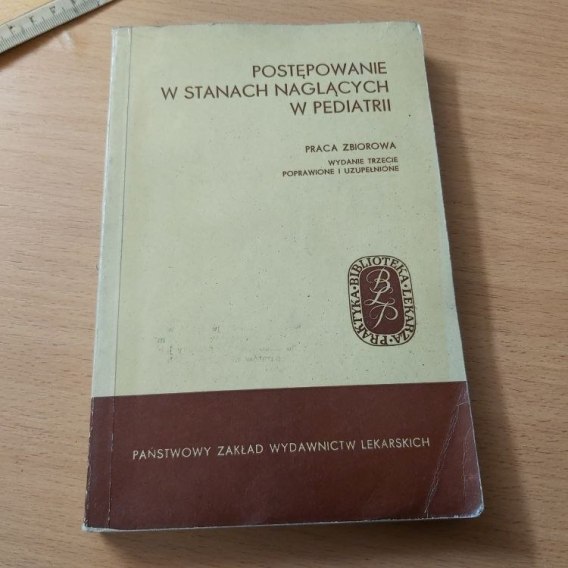 POSTĘPOWANIE
W STANACH NAGLĄCYCH
W PEDIATRII
PRACA ZBIOROWA
WYDANIE TRZECIE
POPRAWIONE I UZUPEŁNIONE
BIBLIOTEKA · LEKARZA · PRAKTYKA ·
BLP
PAŃSTWOWY ZAKŁAD WYDAWNICTW LEKARSKICH